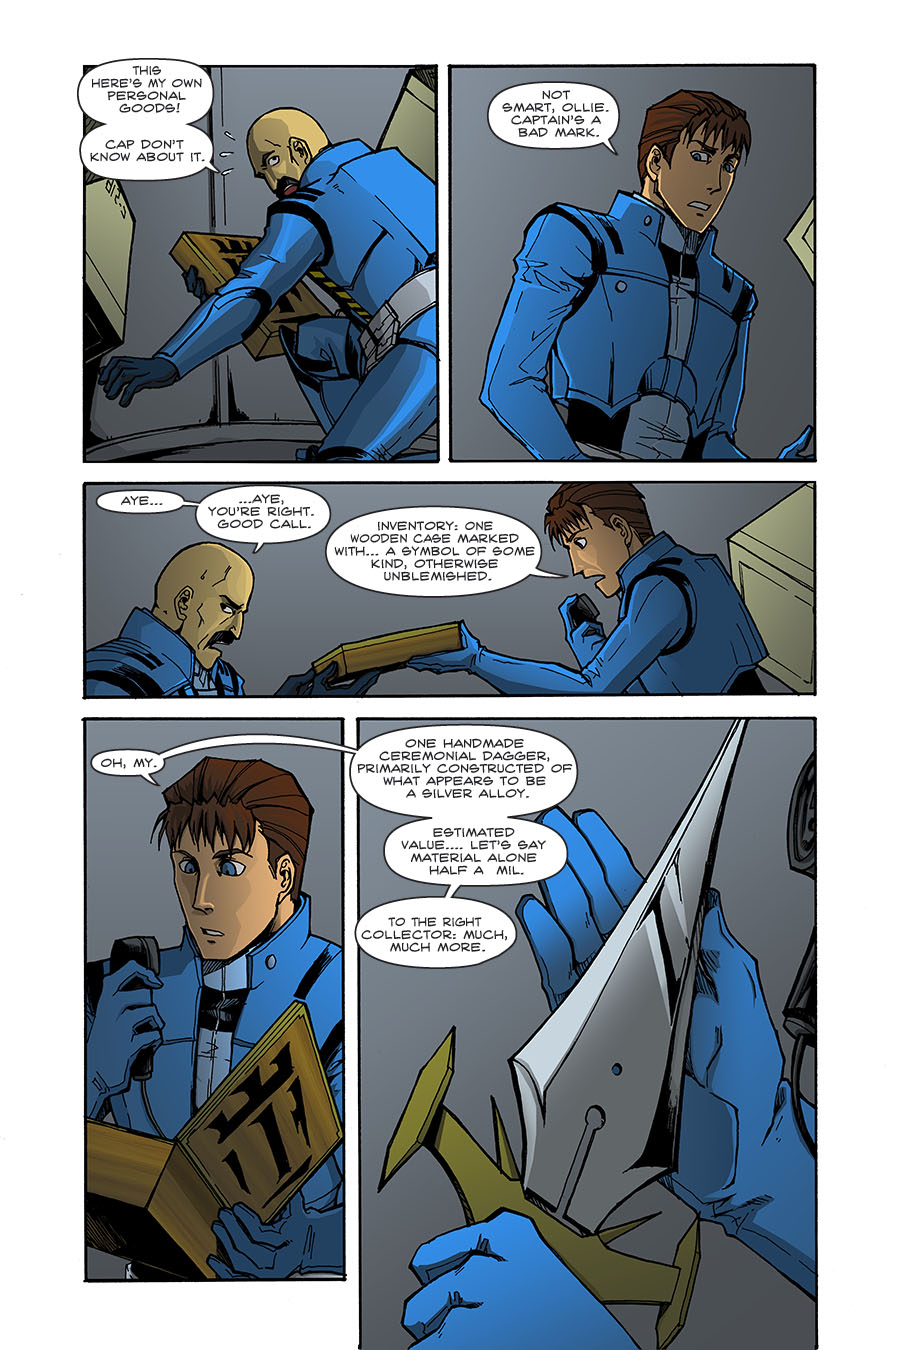 THIS
HERE'S MY OWN
PERSONAL
GOODS!
CAP DON'T
KNOW ABOUT IT.
NOT
SMART, OLLIE.
CAPTAIN'S A
BAD MARK.
AYE...
...AYE,
YOU'RE RIGHT.
GOOD CALL.
INVENTORY: ONE
WOODEN CASE MARKED
WITH... A SYMBOL OF SOME
KIND, OTHERWISE
UNBLEMISHED.
OH, MY.
ONE HANDMADE
CEREMONIAL DAGGER,
PRIMARILY CONSTRUCTED OF
WHAT APPEARS TO BE
A SILVER ALLOY.
ESTIMATED
VALUE.... LET'S SAY
MATERIAL ALONE
HALF A MIL.
TO THE RIGHT
COLLECTOR: MUCH,
MUCH MORE.